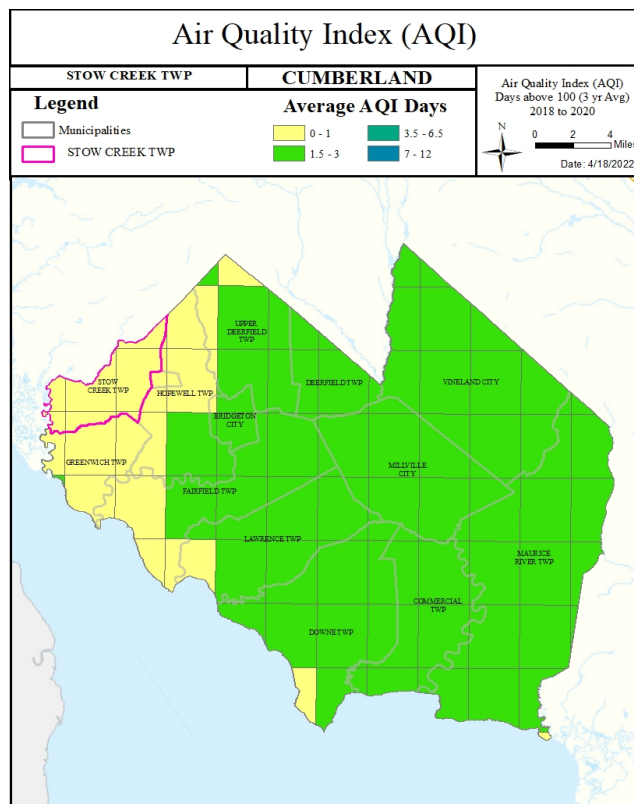 Air Quality Index (AQI)
STOW CREEK TWP
CUMBERLAND
Legend
Municipalities
STOW CREEK TWP
Average AQI Days
0 - 1
3.5 - 6.5
1.5 - 3
7 - 12
Air Quality Index (AQI)
Days above 100 (3 yr Avg)
2018 to 2020
N
0 2 4
Miles
Date: 4/18/2022
UPPER
DEERFIELD
TWP
STOW
CREEK TWP
HOPEWELL TWP
DEERFIELD TWP
VINELAND CITY
BRIDGETON
CITY
GREENWICH TWP
MILLVILLE
CITY
FAIRFIELD TWP
LAWRENCE TWP
MAURICE
RIVER TWP
COMMERCIAL
TWP
DOWNE TWP